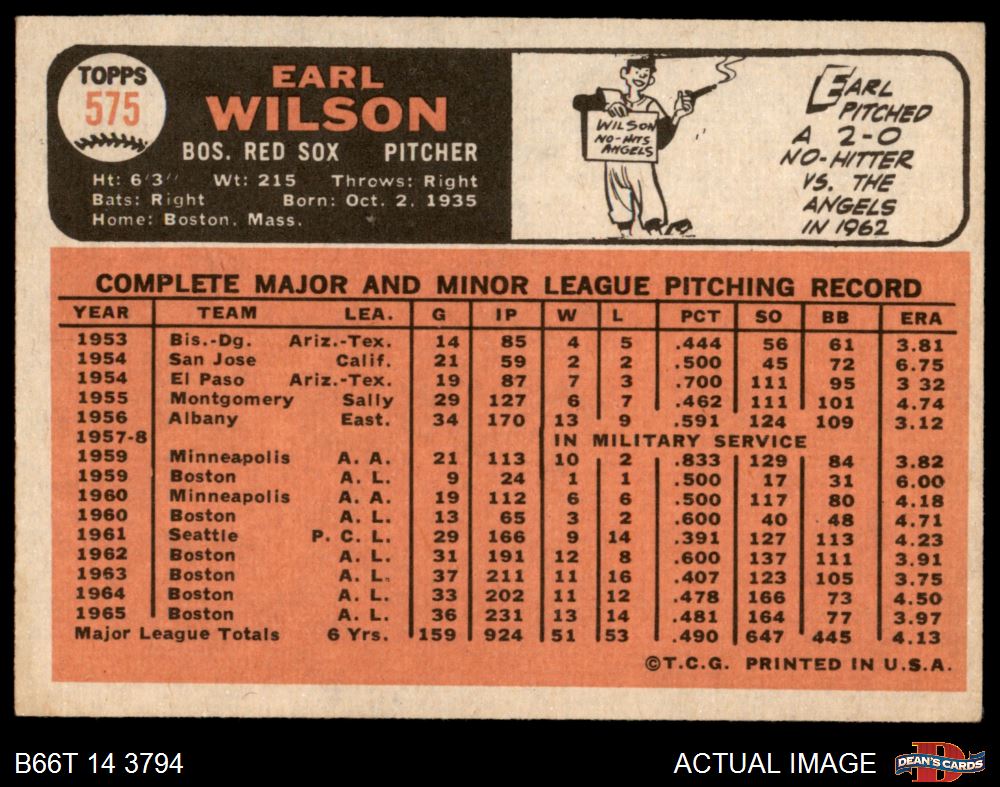 TOPPS
575
EARL
WILSON
BOS. RED SOX PITCHER
Ht: 6'3" Wt: 215 Throws: Right
Bats: Right Born: Oct. 2, 1935
Home: Boston, Mass.
WILSON
NO-HITS
ANGELS
EARL
PITCHED
A 2-0
NO-HITTER
VS. THE
ANGELS
IN 1962
COMPLETE MAJOR AND MINOR LEAGUE PITCHING RECORD
YEAR TEAM LEA. G IP W L PCT SO BB ERA
1953 Bis.-Dg. Ariz.-Tex. 14 85 4 5 .444 56 61 3.81
1954 San Jose Calif. 21 59 2 2 .500 45 72 6.75
1954 El Paso Ariz.-Tex. 19 87 7 3 .700 111 95 3 32
1955 Montgomery Sally 29 127 6 7 .462 111 101 4.74
1956 Albany East. 34 170 13 9 .591 124 109 3.12
1957-8 IN MILITARY SERVICE
1959 Minneapolis A. A. 21 113 10 2 .833 129 84 3.82
1959 Boston A. L. 9 24 1 1 .500 17 31 6.00
1960 Minneapolis A. A. 19 112 6 6 .500 117 80 4.18
1960 Boston A. L. 13 65 3 2 .600 40 48 4.71
1961 Seattle P. C. L. 29 166 9 14 .391 127 113 4.23
1962 Boston A. L. 31 191 12 8 .600 137 111 3.91
1963 Boston A. L. 37 211 11 16 .407 123 105 3.75
1964 Boston A. L. 33 202 11 12 .478 166 73 4.50
1965 Boston A. L. 36 231 13 14 .481 164 77 3.97
Major League Totals 6 Yrs. 159 924 51 53 .490 647 445 4.13
©T.C.G. PRINTED IN U.S.A.
B66T 14 3794
ACTUAL IMAGE
DEAN'S CARDS